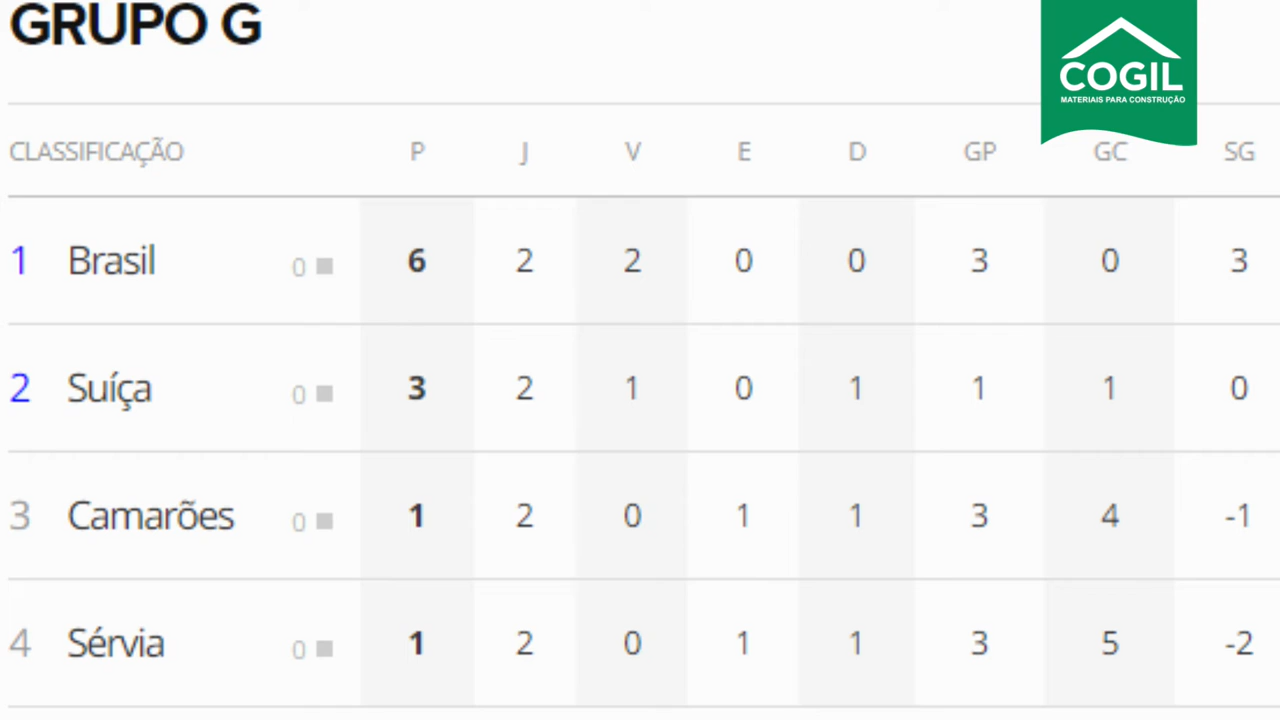 GRUPO G
COGIL
MATERIAIS PARA CONSTRUÇÃO
CLASSIFICAÇÃO P J V E D GP GC SG
1 Brasil 0 6 2 2 0 0 3 0 3
2 Suíça 0 3 2 1 0 1 1 1 0
3 Camarões 0 1 2 0 1 1 3 4 -1
4 Sérvia 0 1 2 0 1 1 3 5 -2